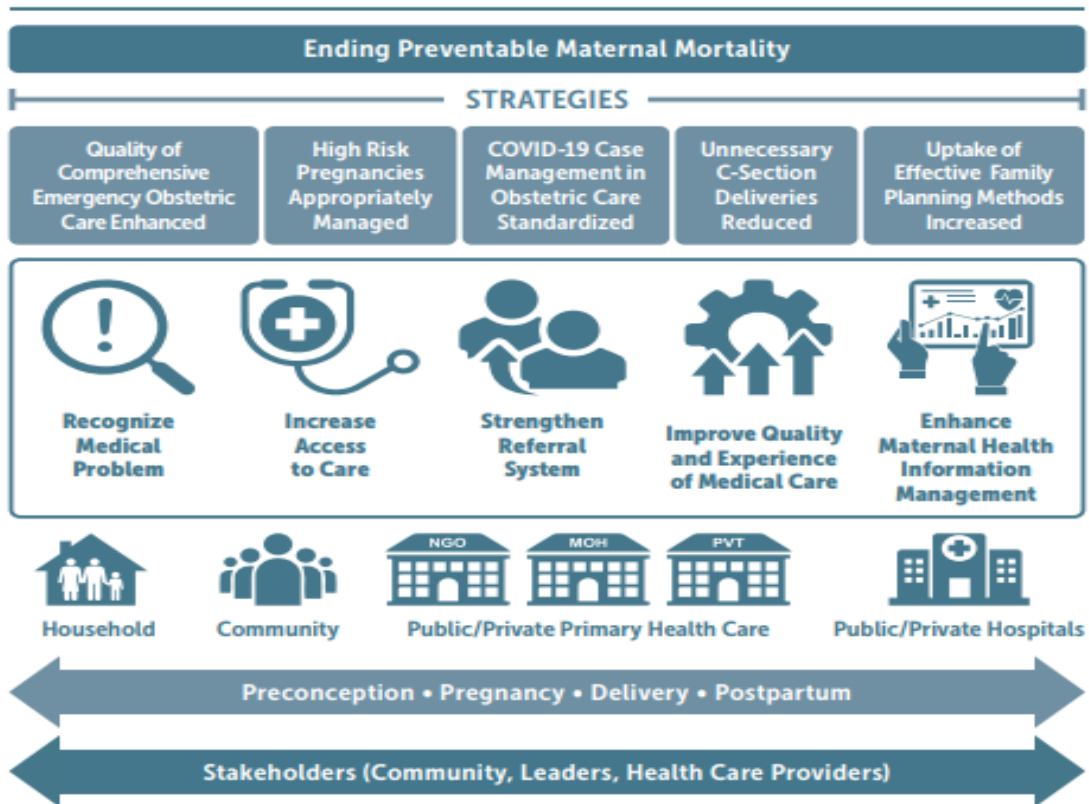 Ending Preventable Maternal Mortality
STRATEGIES
Quality of
Comprehensive
Emergency Obstetric
Care Enhanced
High Risk
Pregnancies
Appropriately
Managed
COVID-19 Case
Management in
Obstetric Care
Standardized
Unnecessary
C-Section
Deliveries
Reduced
Uptake of
Effective Family
Planning Methods
Increased
Recognize
Medical
Problem
Increase
Access
to Care
Strengthen
Referral
System
Improve Quality
and Experience
of Medical Care
Enhance
Maternal Health
Information
Management
NGO
MOH
PVT
Household
Community
Public/Private Primary Health Care
Public/Private Hospitals
Preconception • Pregnancy • Delivery • Postpartum
Stakeholders (Community, Leaders, Health Care Providers)